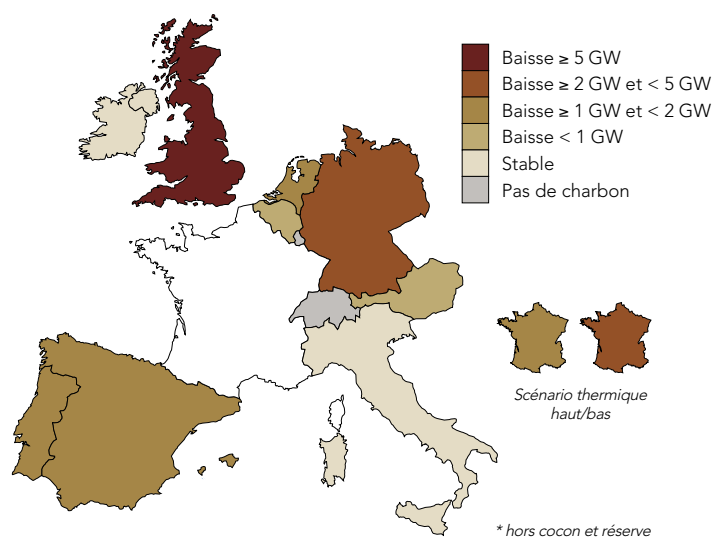 Baisse ≥ 5 GW
Baisse ≥ 2 GW et < 5 GW
Baisse ≥ 1 GW et < 2 GW
Baisse < 1 GW
Stable
Pas de charbon
Scénario thermique
haut/bas
* hors cocon et réserve